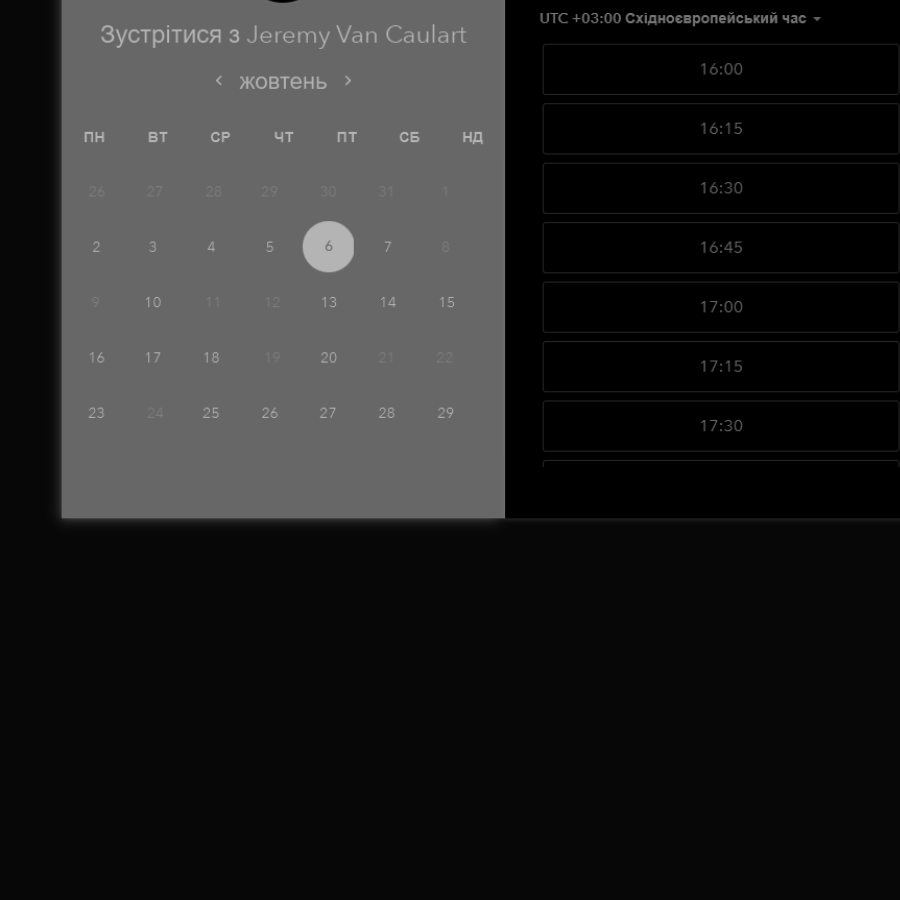 Зустрітися з Jeremy Van Caulart
жовтень
ПН ВТ СР ЧТ ПТ СБ НД
26 27 28 29 30 31 1
2 3 4 5 6 7 8
9 10 11 12 13 14 15
16 17 18 19 20 21 22
23 24 25 26 27 28 29
UTC +03:00 Східноєвропейський час
16:00
16:15
16:30
16:45
17:00
17:15
17:30